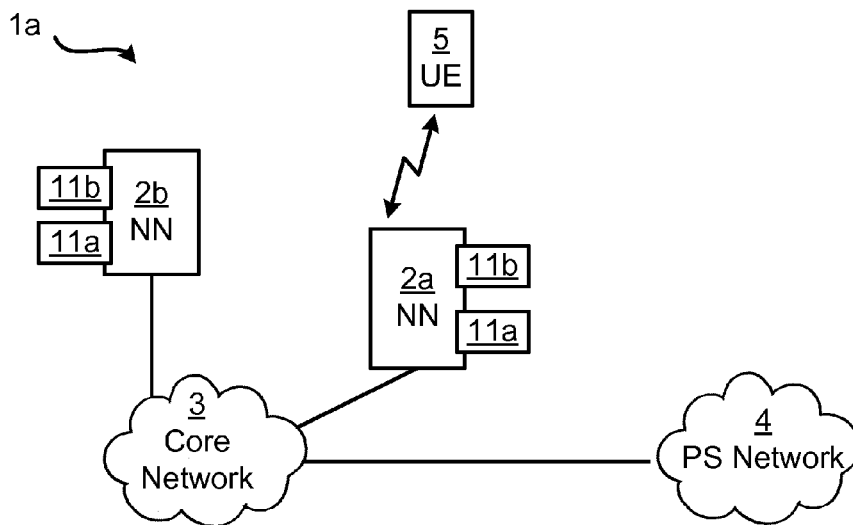 1a
5
UE
11b
2b
NN
11a
2a
NN
11b
11a
3
Core
Network
4
PS Network